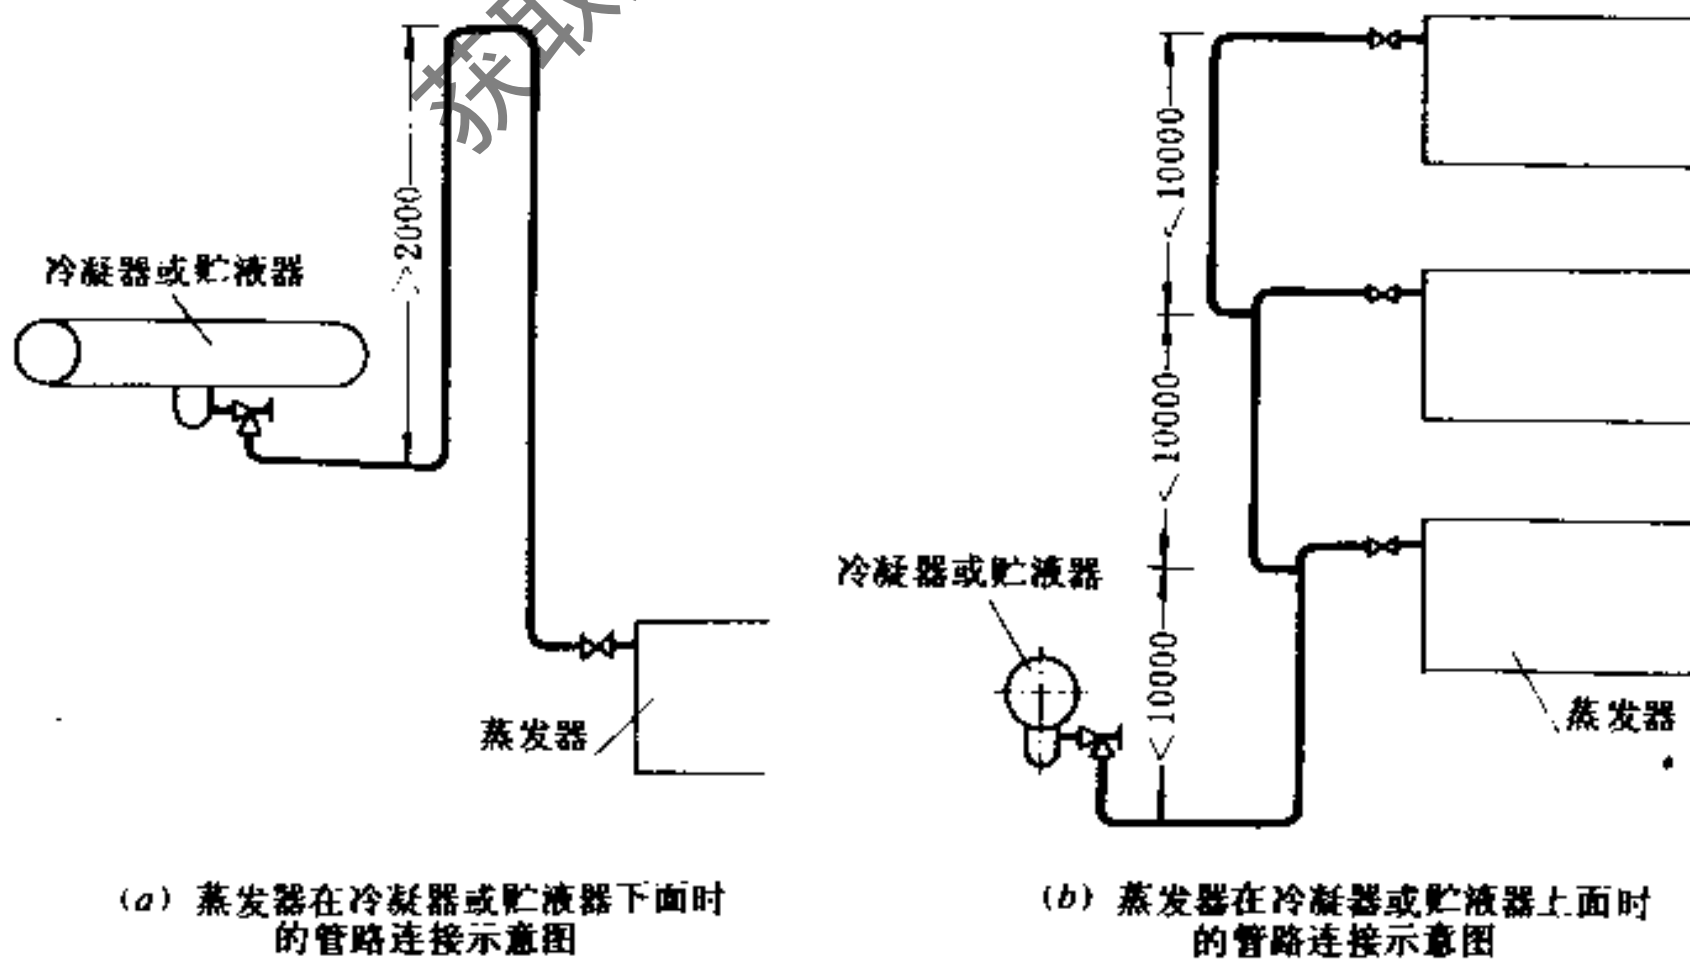 获取
冷凝器或贮液器
>2000
蒸发器
(a) 蒸发器在冷凝器或贮液器下面时
的管路连接示意图
<10000
<10000
<10000
冷凝器或贮液器
蒸发器
(b) 蒸发器在冷凝器或贮液器上面时
的管路连接示意图